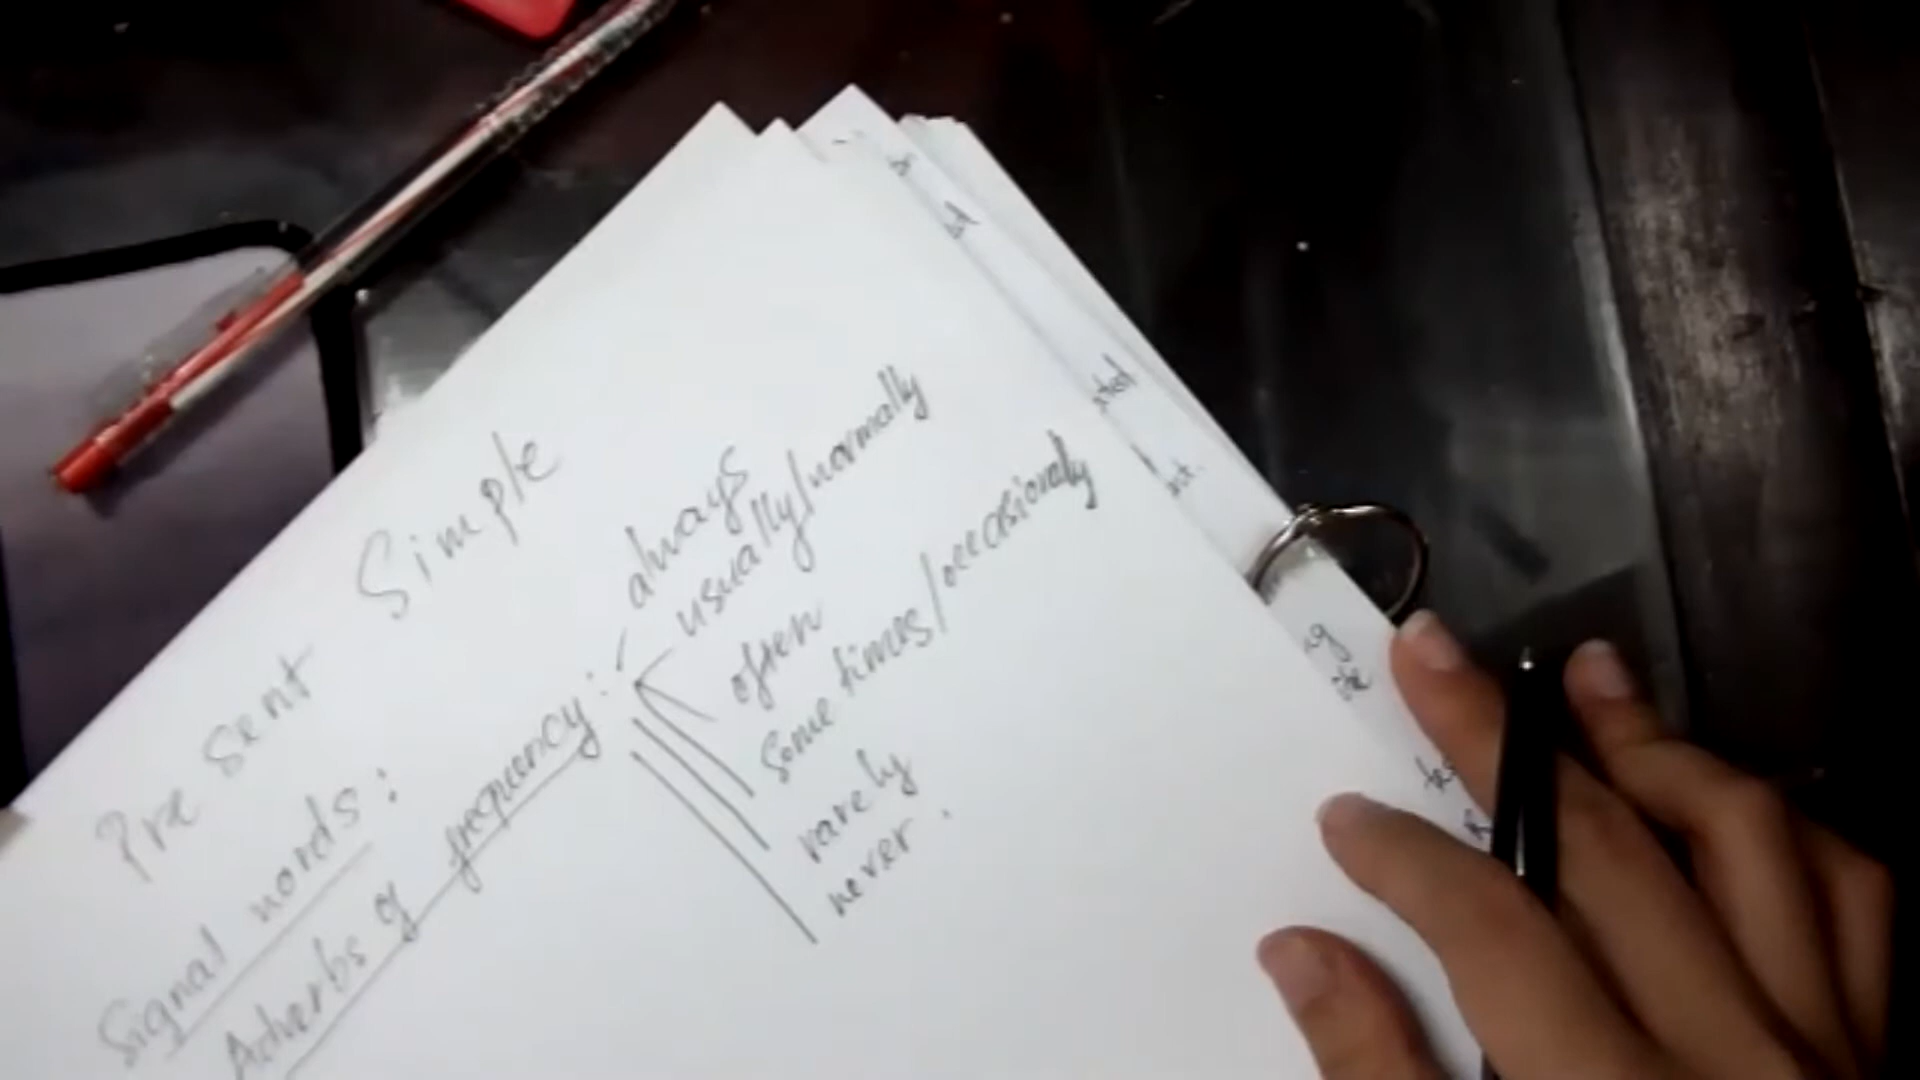 Present Simple
Signal words:
Adverbs of frequency:
always
usually/normally
often
sometimes/occasionally
rarely
never.